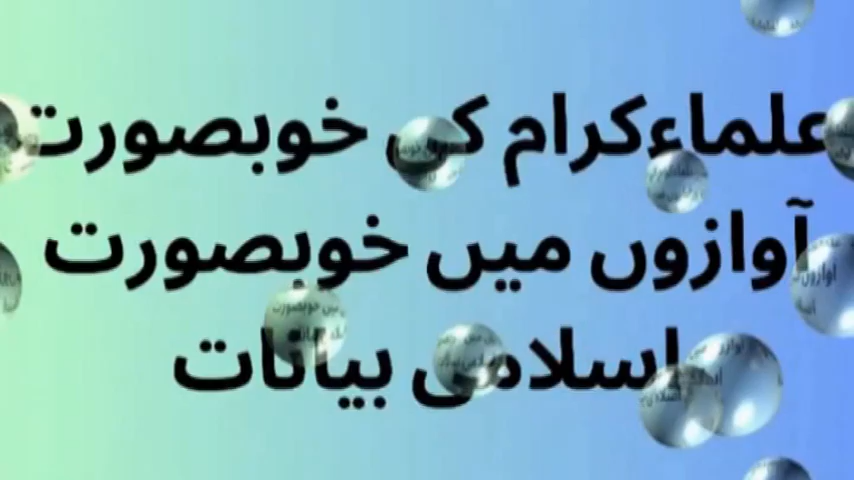 علماءکرام کی خوبصورت
آوازوں میں خوبصورت
اسلامی بیانات